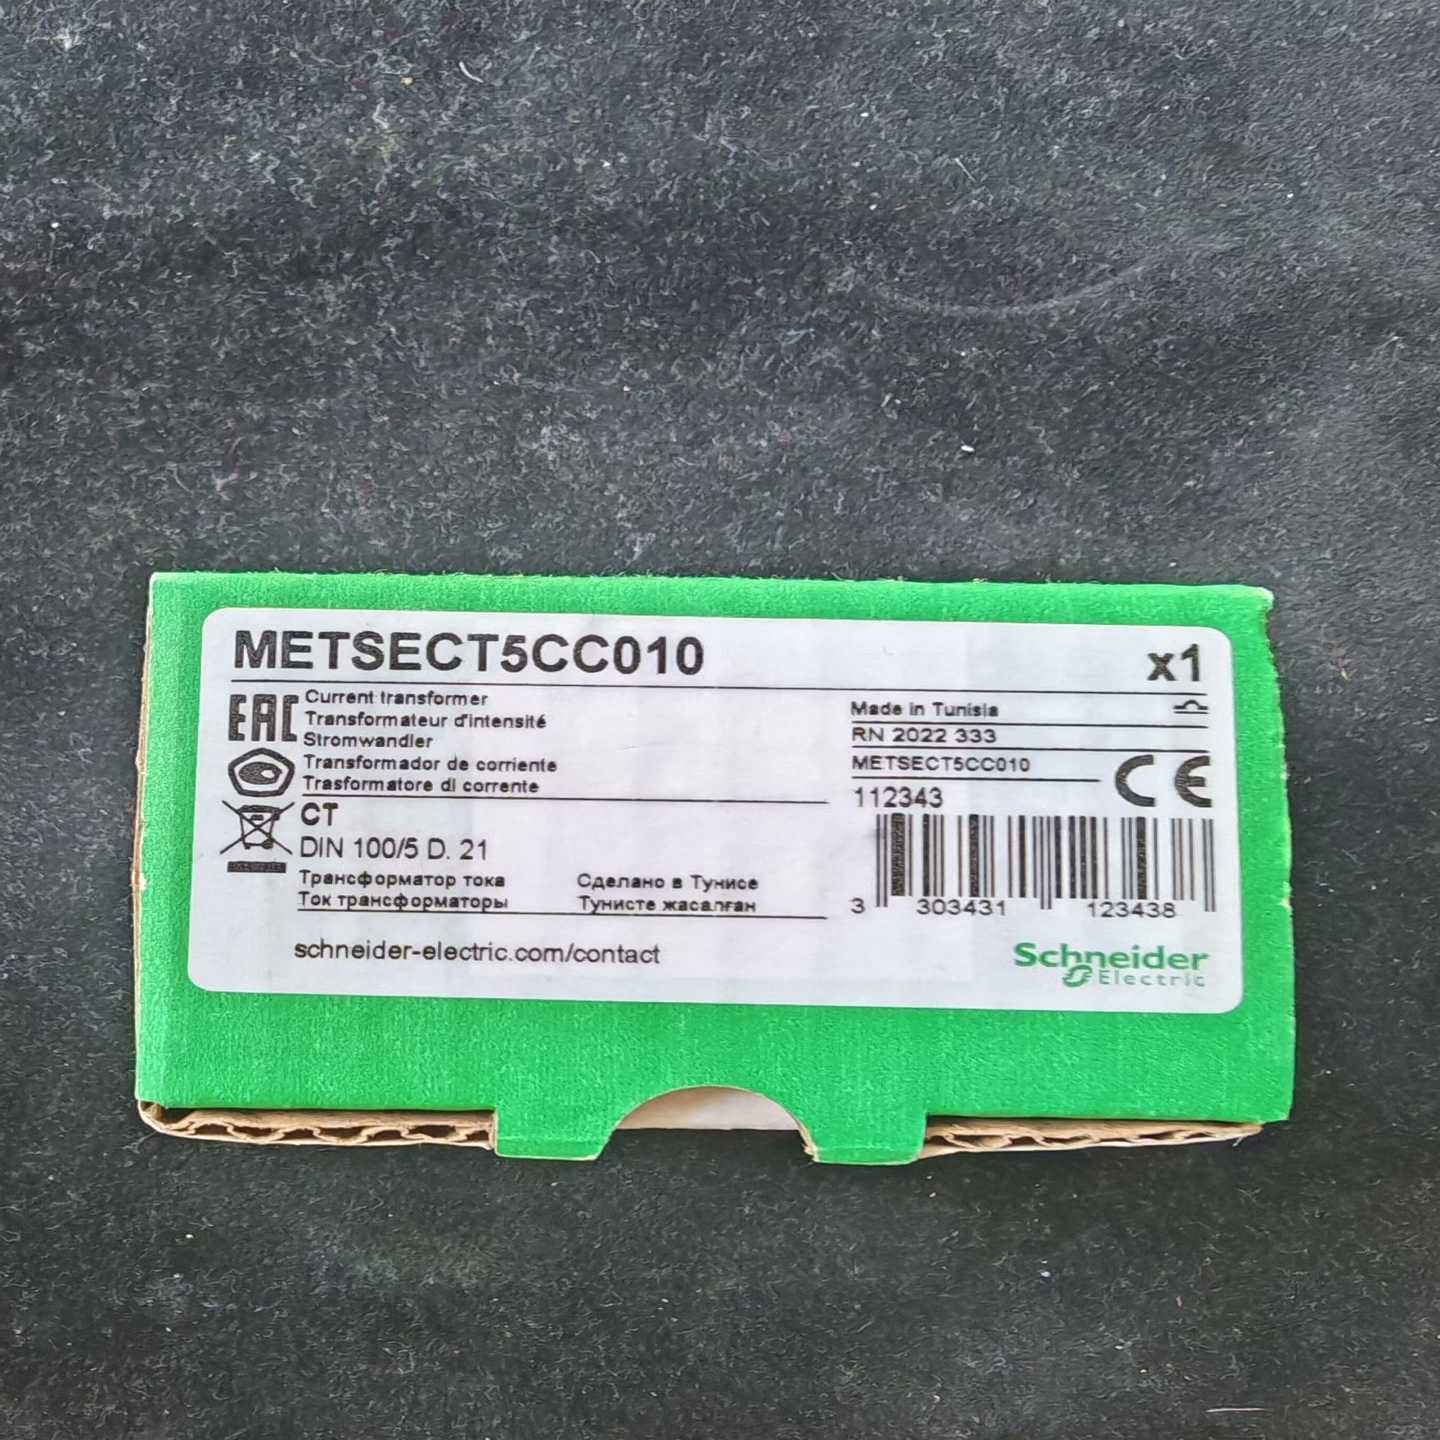 METSECT5CC010
x1
EAC
Current transformer
Transformateur d'intensité
Stromwandler
Transformador de corriente
Trasformatore di corrente
CT
DIN 100/5 D. 21
Трансформатор тока
Ток трансформаторы
Сделано в Тунисе
Тунисте жасалған
schneider-electric.com/contact
Made in Tunisia
RN 2022 333
METSECT5CC010
CE
112343
3 303431 123438
Schneider
Electric